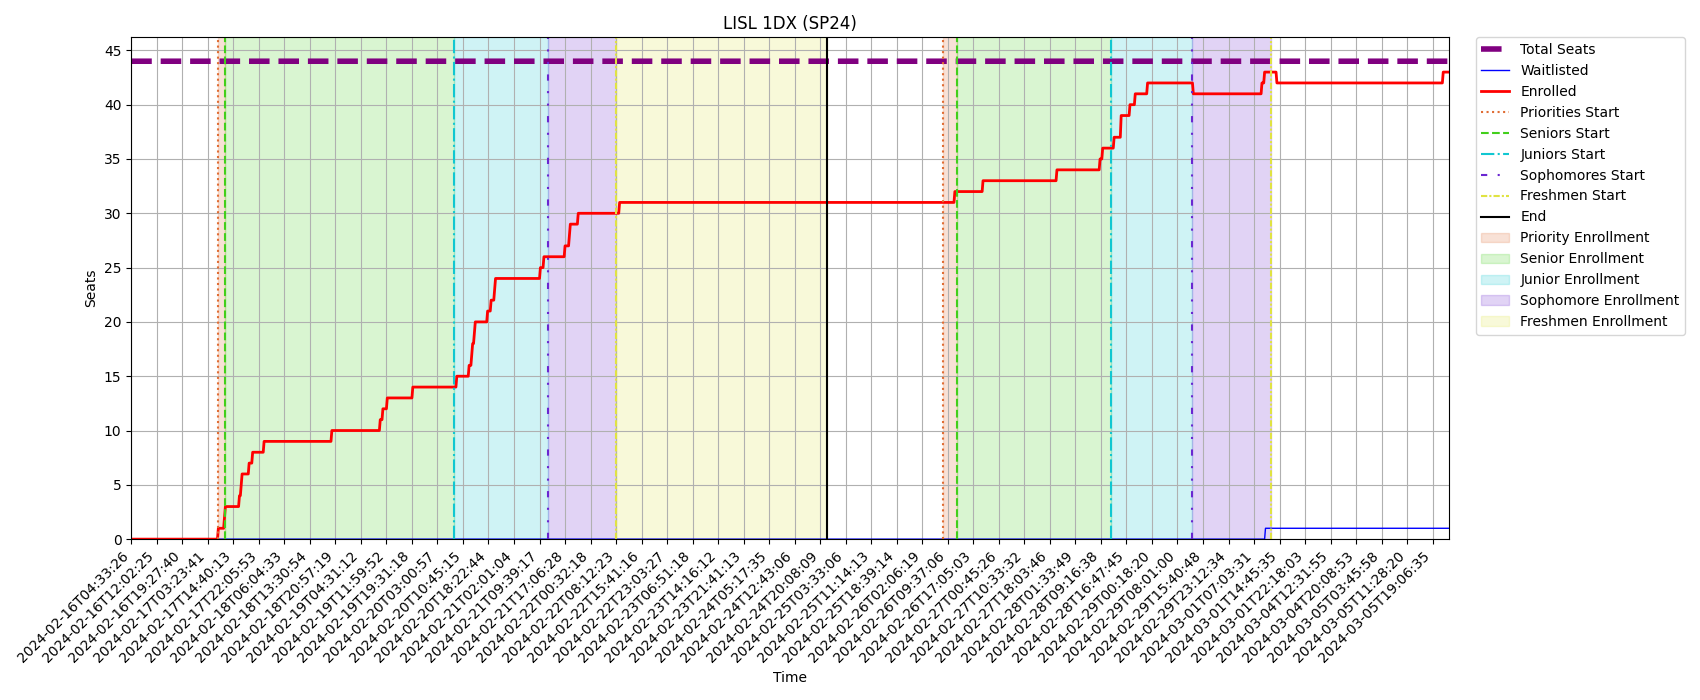 LISL 1DX (SP24)
Seats
45
40
35
30
25
20
15
10
5
0
2024-02-16T04:33:26
2024-02-16T12:02:25
2024-02-16T19:27:40
2024-02-17T03:23:41
2024-02-17T14:40:13
2024-02-17T22:05:53
2024-02-18T06:04:33
2024-02-18T13:30:54
2024-02-18T20:57:19
2024-02-19T04:31:12
2024-02-19T11:59:52
2024-02-19T19:31:18
2024-02-20T03:00:57
2024-02-20T10:45:15
2024-02-20T18:22:44
2024-02-21T02:01:04
2024-02-21T09:39:17
2024-02-21T17:06:28
2024-02-22T00:32:18
2024-02-22T08:12:23
2024-02-22T15:41:16
2024-02-22T23:03:27
2024-02-23T06:51:18
2024-02-23T14:16:12
2024-02-23T21:41:13
2024-02-24T05:17:35
2024-02-24T12:43:06
2024-02-24T20:08:09
2024-02-25T03:33:06
2024-02-25T11:14:13
2024-02-25T18:39:14
2024-02-26T02:06:19
2024-02-26T09:37:06
2024-02-26T17:05:03
2024-02-27T00:45:26
2024-02-27T10:33:32
2024-02-27T18:03:46
2024-02-28T01:33:49
2024-02-28T09:16:38
2024-02-28T16:47:45
2024-02-29T00:18:20
2024-02-29T08:01:00
2024-02-29T15:40:48
2024-02-29T23:12:34
2024-03-01T07:03:31
2024-03-01T14:45:35
2024-03-01T22:18:03
2024-03-04T12:31:55
2024-03-04T20:08:53
2024-03-05T03:45:58
2024-03-05T11:28:20
2024-03-05T19:06:35
Time
Total Seats
Waitlisted
Enrolled
Priorities Start
Seniors Start
Juniors Start
Sophomores Start
Freshmen Start
End
Priority Enrollment
Senior Enrollment
Junior Enrollment
Sophomore Enrollment
Freshmen Enrollment